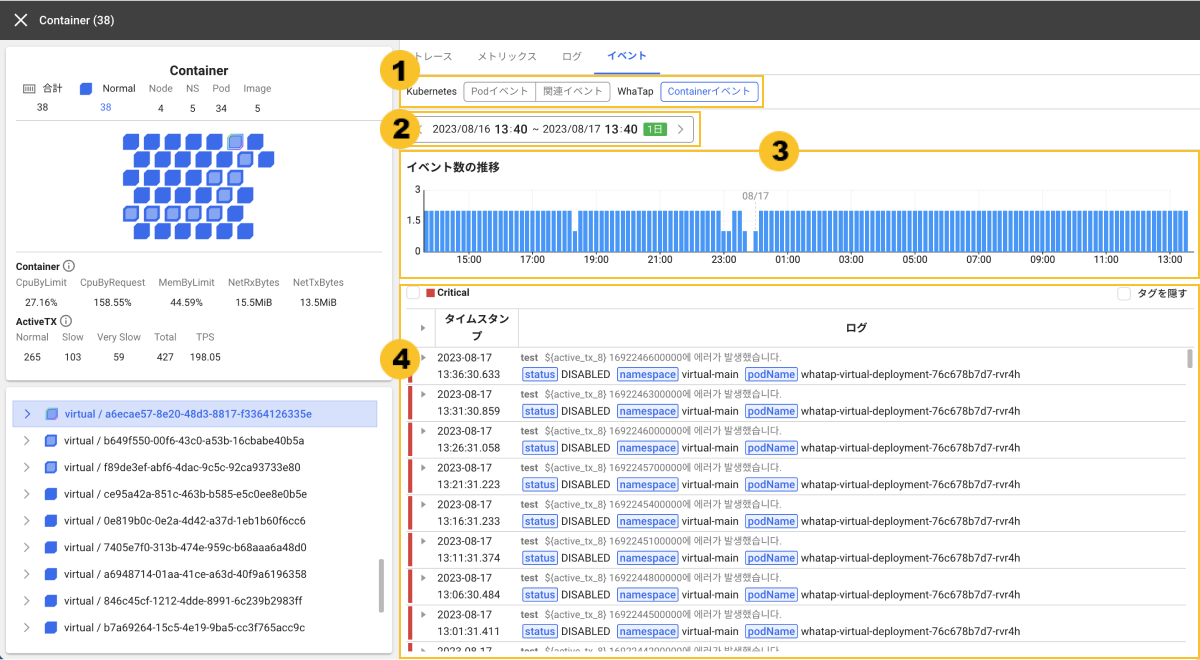 Container (38)
Container
合計 Normal Node NS Pod Image
38 38 4 5 34 5
Container
CpuByLimit CpuByRequest MemByLimit NetRxBytes NetTxBytes
27.16% 158.55% 44.59% 15.5MiB 13.5MiB
ActiveTX
Normal Slow Very Slow Total TPS
265 103 59 427 198.05
virtual / a6ecae57-8e20-48d3-8817-f3364126335e
virtual / b649f550-00f6-43c0-a53b-16cbabe40b5a
virtual / f89de3ef-abf6-4dac-9c5c-92ca93733e80
virtual / ce95a42a-851c-463b-b585-e5c0ee8e0b5e
virtual / 0e819b0c-0e2a-4d42-a37d-1eb1b60f6cc6
virtual / 7405e7f0-313b-474e-959c-b68aaa6a48d0
virtual / a6948714-01aa-41ce-a63d-40f9a6196358
virtual / 846c45cf-1212-4dde-8991-6c239b2983ff
virtual / b7a69264-15c5-4e19-9ba5-cc3f765acc9c
トレース メトリックス ログ イベント
1
Kubernetes Podイベント 関連イベント WhaTap Containerイベント
2
2023/08/16 13:40 ~ 2023/08/17 13:40 1日
3
イベント数の推移
3
1.5
0
08/17
15:00 17:00 19:00 21:00 23:00 01:00 03:00 05:00 07:00 09:00 11:00 13:00
Critical タグを隠す
タイムスタンプ ログ
4
2023-08-17 test ${active_tx_8} 1692246600000에 에러가 발생했습니다.
13:36:30.633 status DISABLED namespace virtual-main podName whatap-virtual-deployment-76c678b7d7-rvr4h
2023-08-17 test ${active_tx_8} 1692246300000에 에러가 발생했습니다.
13:31:30.859 status DISABLED namespace virtual-main podName whatap-virtual-deployment-76c678b7d7-rvr4h
2023-08-17 test ${active_tx_8} 1692246000000에 에러가 발생했습니다.
13:26:31.058 status DISABLED namespace virtual-main podName whatap-virtual-deployment-76c678b7d7-rvr4h
2023-08-17 test ${active_tx_8} 1692245700000에 에러가 발생했습니다.
13:21:31.223 status DISABLED namespace virtual-main podName whatap-virtual-deployment-76c678b7d7-rvr4h
2023-08-17 test ${active_tx_8} 1692245400000에 에러가 발생했습니다.
13:16:31.233 status DISABLED namespace virtual-main podName whatap-virtual-deployment-76c678b7d7-rvr4h
2023-08-17 test ${active_tx_8} 1692245100000에 에러가 발생했습니다.
13:11:31.374 status DISABLED namespace virtual-main podName whatap-virtual-deployment-76c678b7d7-rvr4h
2023-08-17 test ${active_tx_8} 1692244800000에 에러가 발생했습니다.
13:06:30.484 status DISABLED namespace virtual-main podName whatap-virtual-deployment-76c678b7d7-rvr4h
2023-08-17 test ${active_tx_8} 1692244500000에 에러가 발생했습니다.
13:01:31.411 status DISABLED namespace virtual-main podName whatap-virtual-deployment-76c678b7d7-rvr4h
2023-08-17 test ${active_tx_8} 1692244200000에 에러가 발생했습니다.